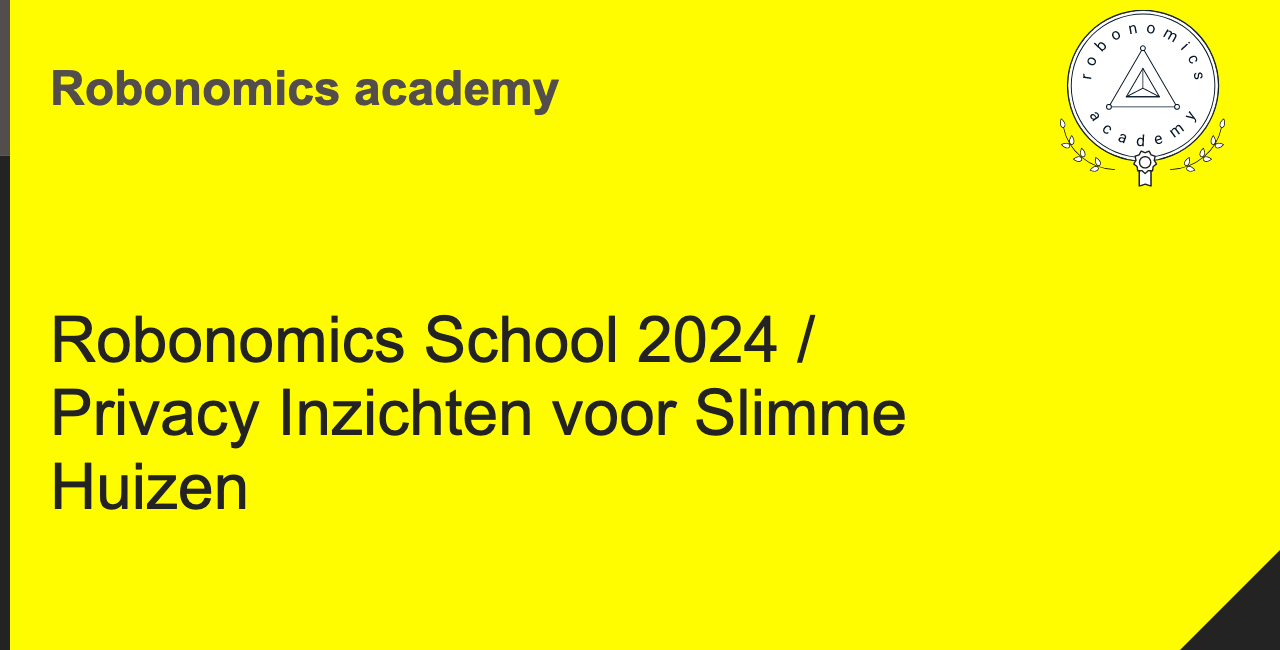 Robonomics academy
robonomics
academy
Robonomics School 2024 /
Privacy Inzichten voor Slimme
Huizen